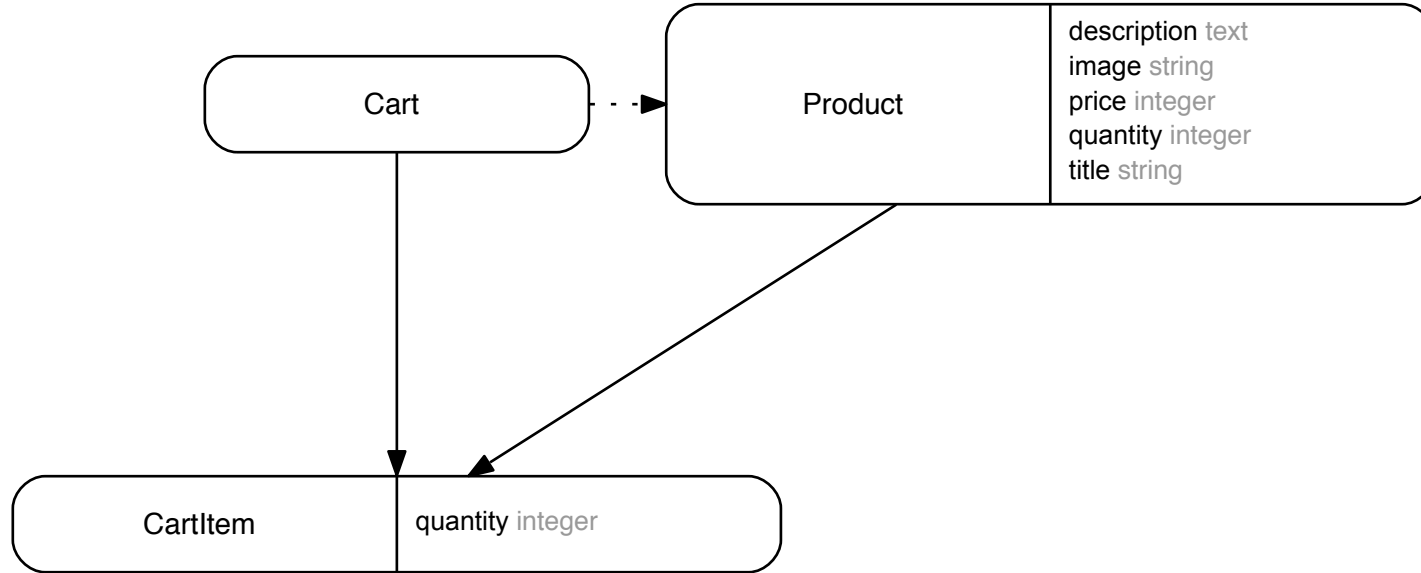 Cart
Product
description text
image string
price integer
quantity integer
title string
CartItem
quantity integer